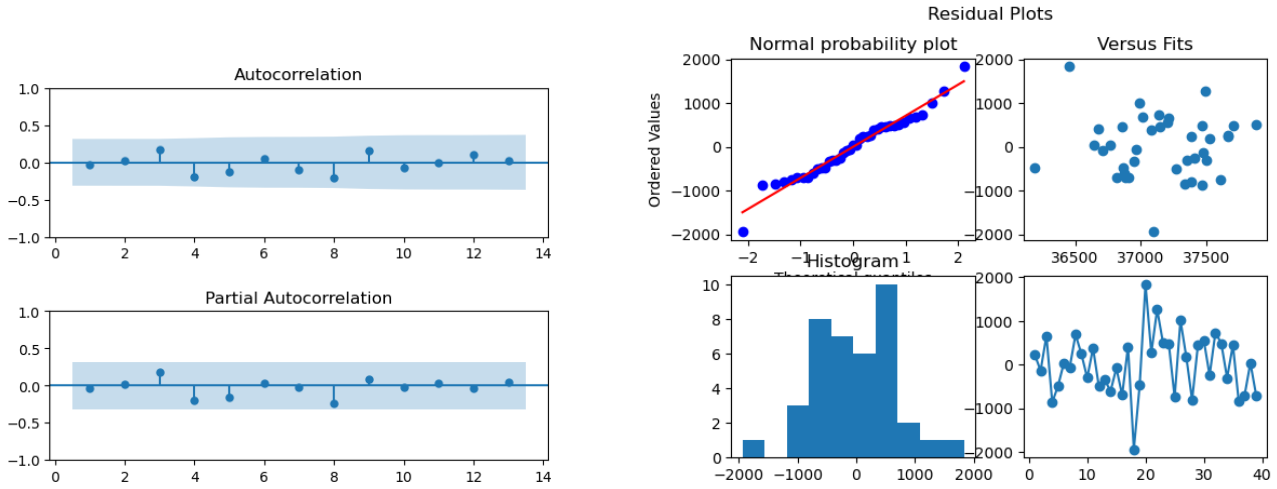 Autocorrelation
1.0
0.5
0.0
−0.5
−1.0
0 2 4 6 8 10 12 14
Partial Autocorrelation
1.0
0.5
0.0
−0.5
−1.0
0 2 4 6 8 10 12 14
Residual Plots
Normal probability plot
Ordered Values
2000
1000
0
−1000
−2000
−2 −1 0 1 2
Theoretical quantiles
Versus Fits
2000
1000
0
−1000
−2000
36500 37000 37500
Histogram
10
8
6
4
2
0
−2000 −1000 0 1000 2000
2000
1000
0
−1000
−2000
0 10 20 30 40